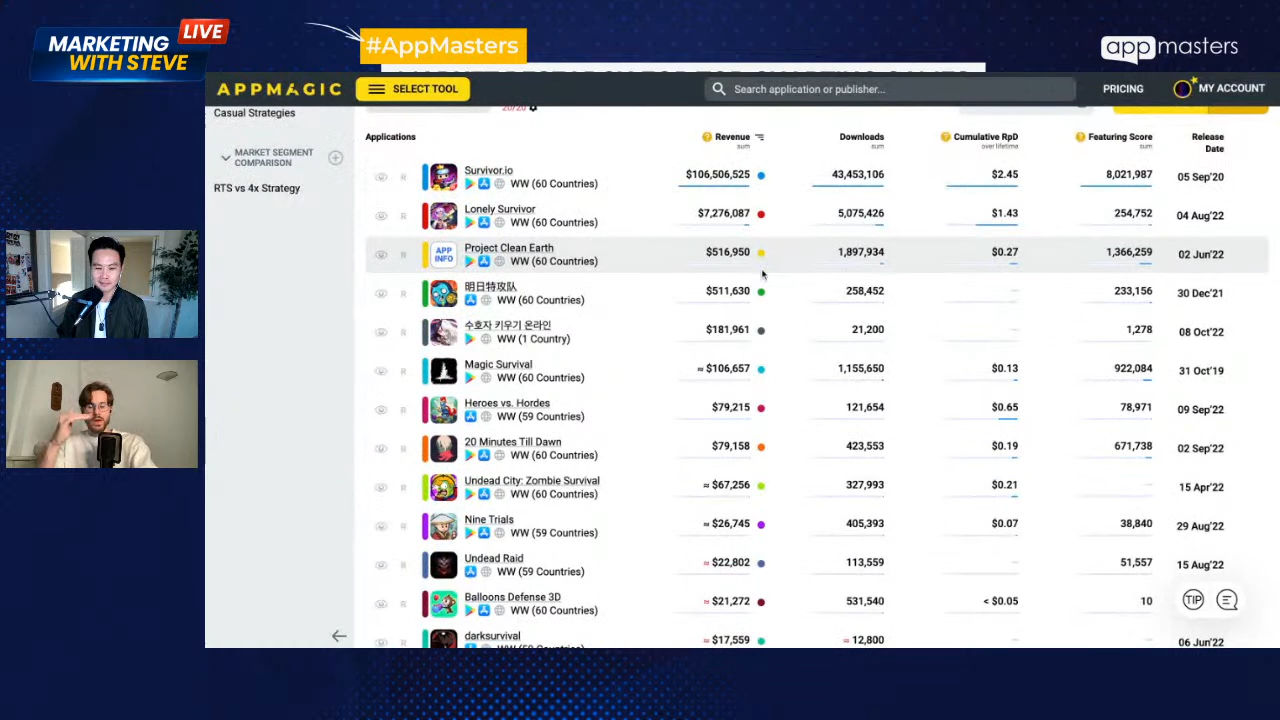 LIVE
MARKETING
WITH STEVE
#AppMasters
app masters
APPMAGIC
SELECT TOOL
Search application or publisher...
PRICING
MY ACCOUNT
Casual Strategies
20/20
MARKET SEGMENT
COMPARISON
RTS vs 4x Strategy
Applications
Revenue
sum
Downloads
sum
Cumulative RpD
over lifetime
Featuring Score
sum
Release
Date
R Survivor.io $106,506,525 43,453,106 $2.45 8,021,987 05 Sep'20
WW (60 Countries)
R Lonely Survivor $7,276,087 5,075,426 $1.43 254,752 04 Aug'22
WW (60 Countries)
R APP INFO Project Clean Earth $516,950 1,897,934 $0.27 1,366,259 02 Jun'22
WW (60 Countries)
R 明日特攻队 $511,630 258,452 233,156 30 Dec'21
WW (60 Countries)
R 수호자 키우기 온라인 $181,961 21,200 1,278 08 Oct'22
WW (1 Country)
R Magic Survival ≈ $106,657 1,155,650 $0.13 922,084 31 Oct'19
WW (60 Countries)
R Heroes vs. Hordes $79,215 121,654 $0.65 78,971 09 Sep'22
WW (59 Countries)
R 20 Minutes Till Dawn $79,158 423,553 $0.19 671,738 02 Sep'22
WW (60 Countries)
R Undead City: Zombie Survival ≈ $67,256 327,993 $0.21 15 Apr'22
WW (60 Countries)
R Nine Trials ≈ $26,745 405,393 $0.07 38,840 29 Aug'22
WW (59 Countries)
R Undead Raid ≈ $22,802 113,559 51,557 15 Aug'22
WW (59 Countries)
R Balloons Defense 3D ≈ $21,272 531,540 < $0.05 10
WW (60 Countries)
TIP
darksurvival ≈ $17,559 ≈ 12,800 06 Jun'22